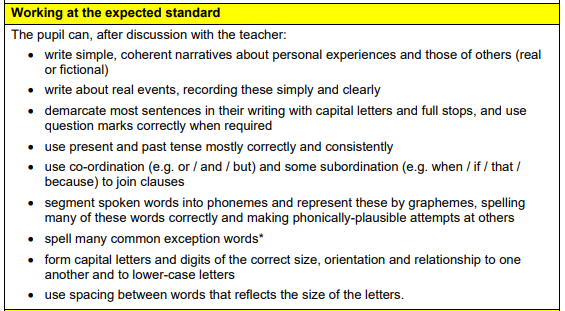 Working at the expected standard
The pupil can, after discussion with the teacher:
• write simple, coherent narratives about personal experiences and those of others (real
or fictional)
• write about real events, recording these simply and clearly
• demarcate most sentences in their writing with capital letters and full stops, and use
question marks correctly when required
• use present and past tense mostly correctly and consistently
• use co-ordination (e.g. or / and / but) and some subordination (e.g. when / if / that /
because) to join clauses
• segment spoken words into phonemes and represent these by graphemes, spelling
many of these words correctly and making phonically-plausible attempts at others
• spell many common exception words*
• form capital letters and digits of the correct size, orientation and relationship to one
another and to lower-case letters
• use spacing between words that reflects the size of the letters.